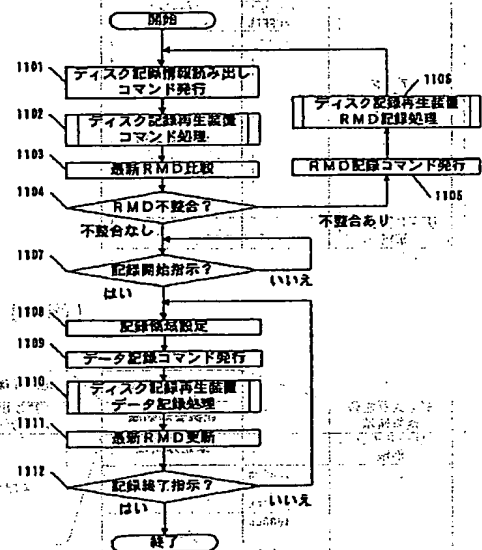 開始
1101
ディスク記録情報読み出し
コマンド発行
1102
ディスク記録再生装置
コマンド処理
1103
最新RMD比較
1104
RMD不整合?
不整合なし
不整合あり
1105
RMD記録コマンド発行
1106
ディスク記録再生装置
RMD記録処理
1107
記録開始指示?
はい
いいえ
1108
記録領域設定
1109
データ記録コマンド発行
1110
ディスク記録再生装置
データ記録処理
1111
最新RMD更新
1112
記録終了指示?
はい
いいえ
終了